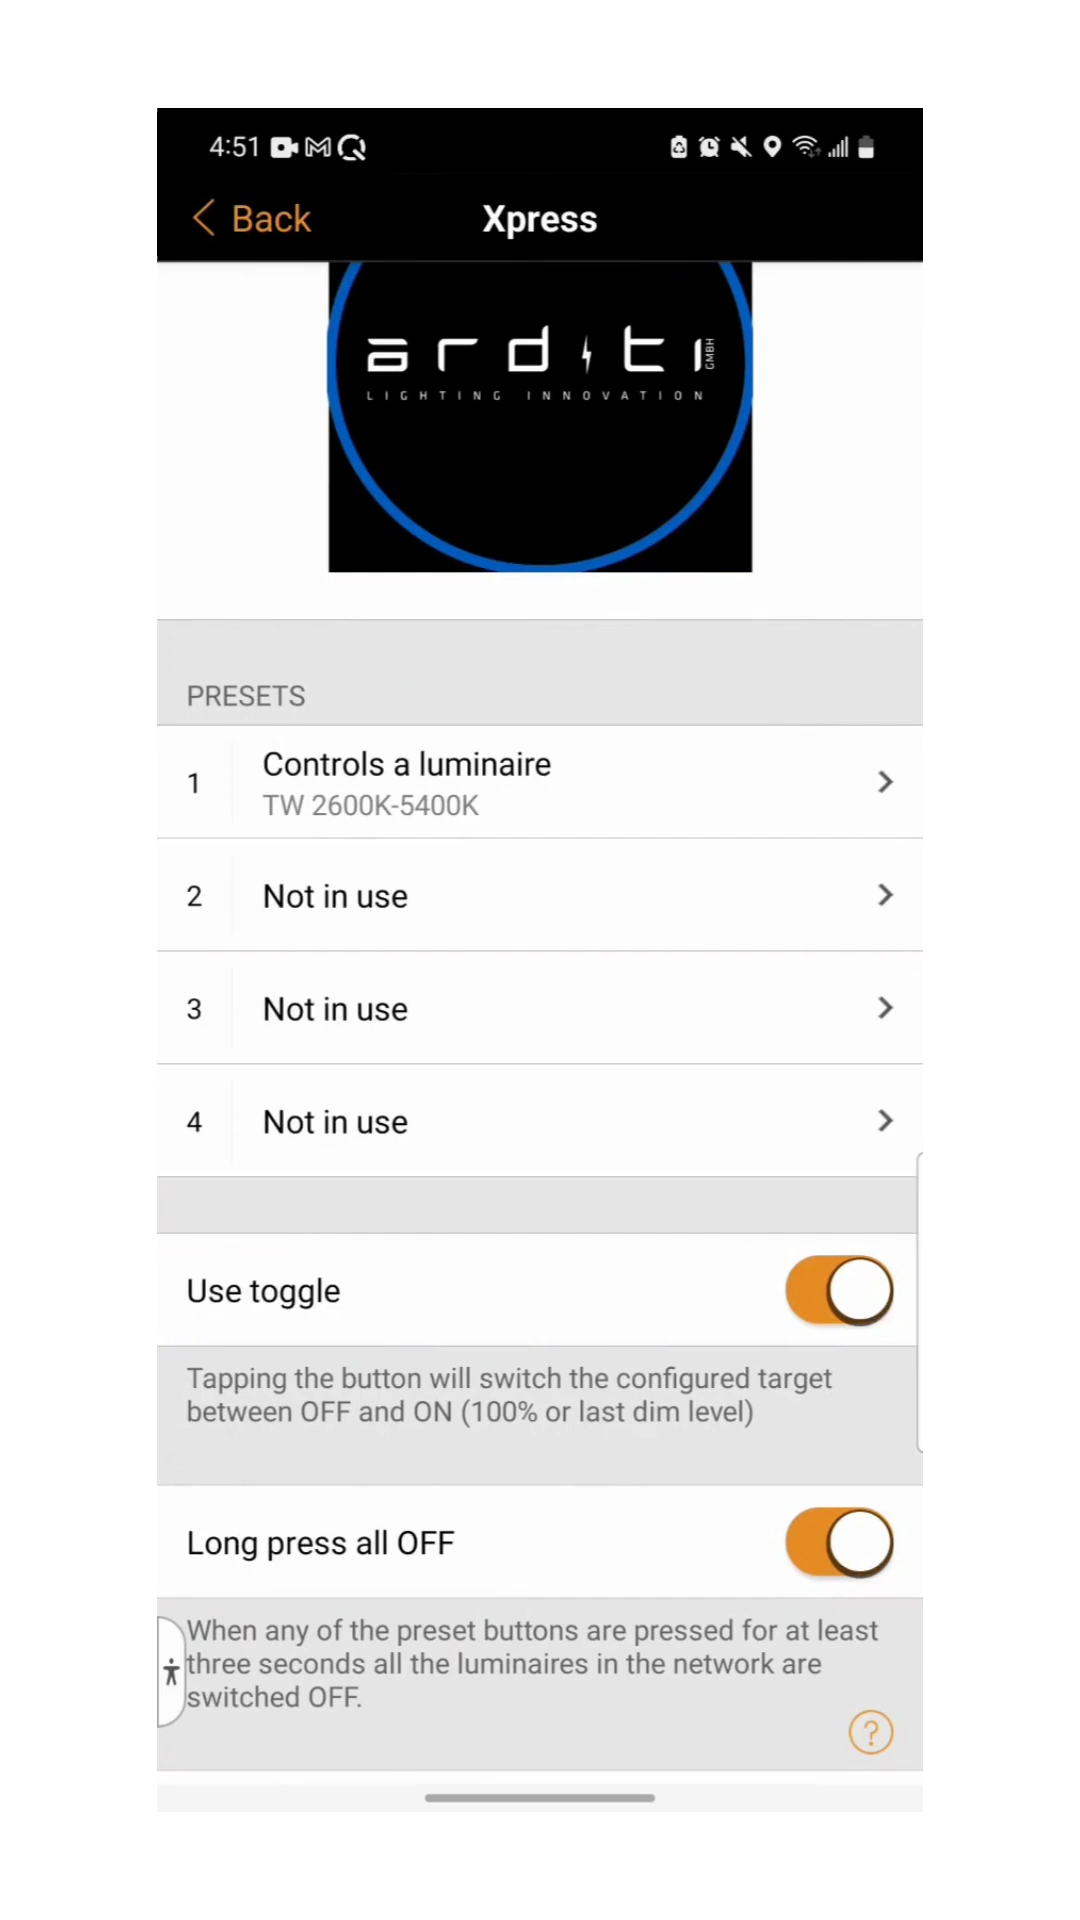 4:51
Back
Xpress
arditi GMBH
LIGHTING INNOVATION
PRESETS
1
Controls a luminaire
TW 2600K-5400K
2
Not in use
3
Not in use
4
Not in use
Use toggle
Tapping the button will switch the configured target
between OFF and ON (100% or last dim level)
Long press all OFF
When any of the preset buttons are pressed for at least
three seconds all the luminaires in the network are
switched OFF.
?